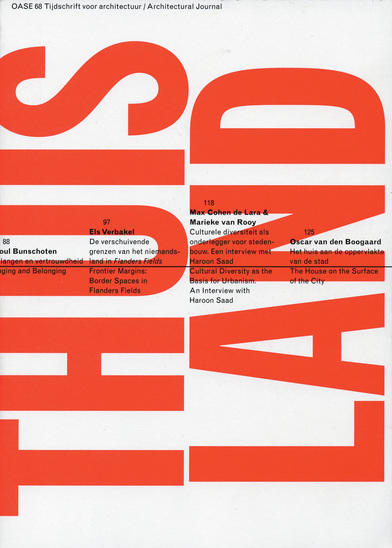 OASE 68 Tijdschrift voor architectuur / Architectural Journal
THUIS
LAND
88
oul Bunschoten
langen en vertrouwdheid
ging and Belonging
97
Els Verbakel
De verschuivende
grenzen van het niemands-
land in Flanders Fields
Frontier Margins:
Border Spaces in
Flanders Fields
118
Max Cohen de Lara &
Marieke van Rooy
Culturele diversiteit als
onderlegger voor steden-
bouw. Een interview met
Haroon Saad
Cultural Diversity as the
Basis for Urbanism.
An Interview with
Haroon Saad
125
Oscar van den Boogaard
Het huis aan de oppervlakte
van de stad
The House on the Surface
of the City